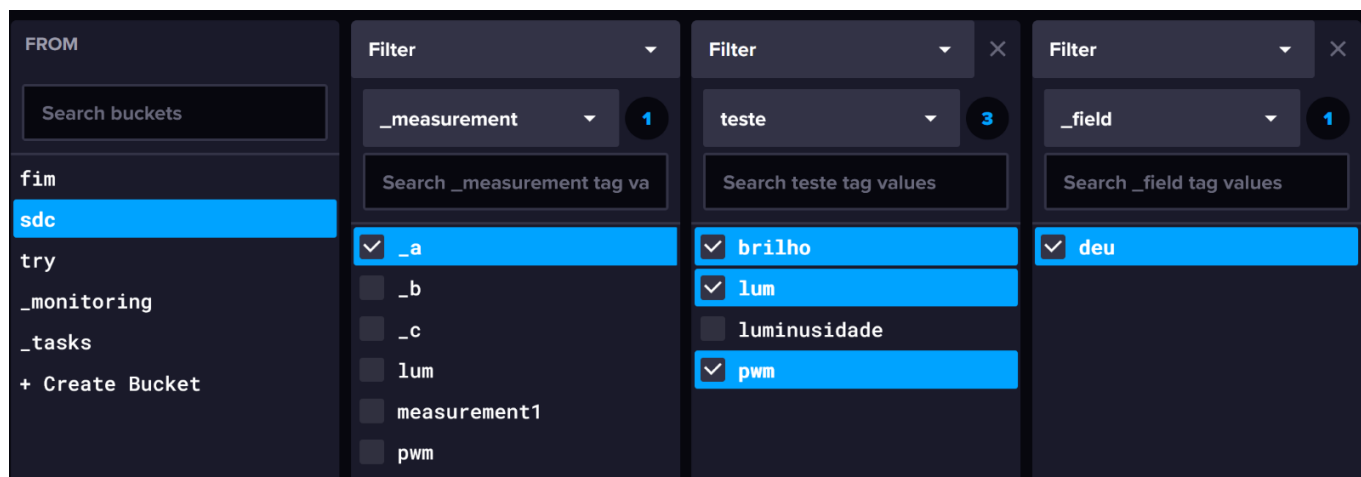 FROM
Search buckets
fim
sdc
try
_monitoring
_tasks
+ Create Bucket
Filter
_measurement 1
Search _measurement tag va
_a
_b
_c
lum
measurement1
pwm
Filter
teste 3
Search teste tag values
brilho
lum
luminusidade
pwm
Filter
_field 1
Search _field tag values
deu